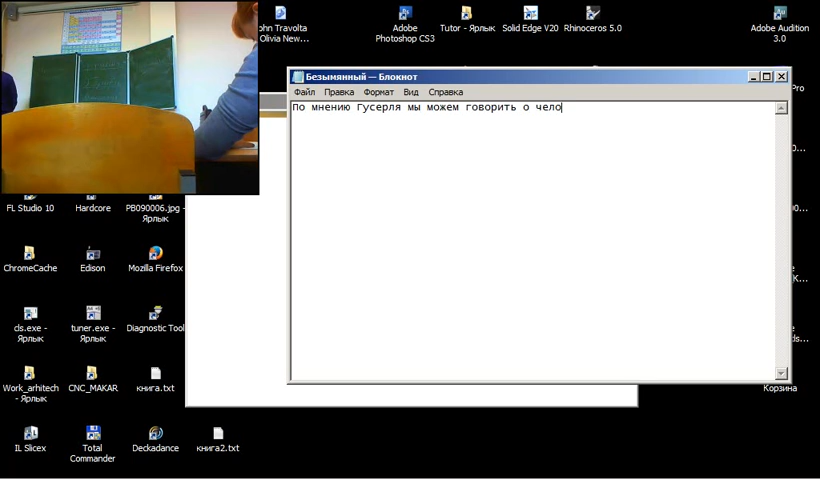 ohn Travolta
Olivia New...
Adobe
Photoshop CS3
Tutor - Ярлык
Solid Edge V20
Rhinoceros 5.0
Adobe Audition
3.0
Безымянный — Блокнот
Файл Правка Формат Вид Справка
По мнению Гусерля мы можем говорить о чело
FL Studio 10
Hardcore
PB090006.jpg -
Ярлык
ChromeCache
Edison
Mozilla Firefox
cls.exe -
Ярлык
tuner.exe -
Ярлык
Diagnostic Tool
Work_arhitech
- Ярлык
CNC_MAKAR
книга.txt
Корзина
IL Slicex
Total
Commander
Deckadance
книга2.txt